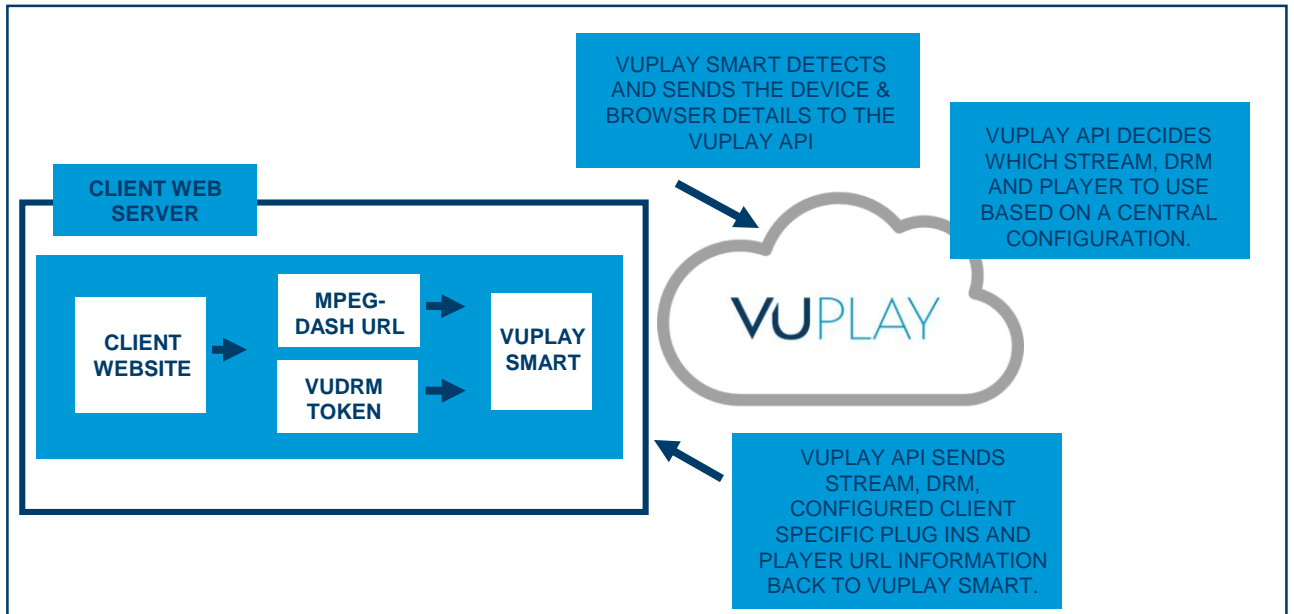 VUPLAY SMART DETECTS
AND SENDS THE DEVICE &
BROWSER DETAILS TO THE
VUPLAY API
VUPLAY API DECIDES
WHICH STREAM, DRM
AND PLAYER TO USE
BASED ON A CENTRAL
CONFIGURATION.
CLIENT WEB
SERVER
CLIENT
WEBSITE
MPEG-
DASH URL
VUDRM
TOKEN
VUPLAY
SMART
VUPLAY
VUPLAY API SENDS
STREAM, DRM,
CONFIGURED CLIENT
SPECIFIC PLUG INS AND
PLAYER URL INFORMATION
BACK TO VUPLAY SMART.